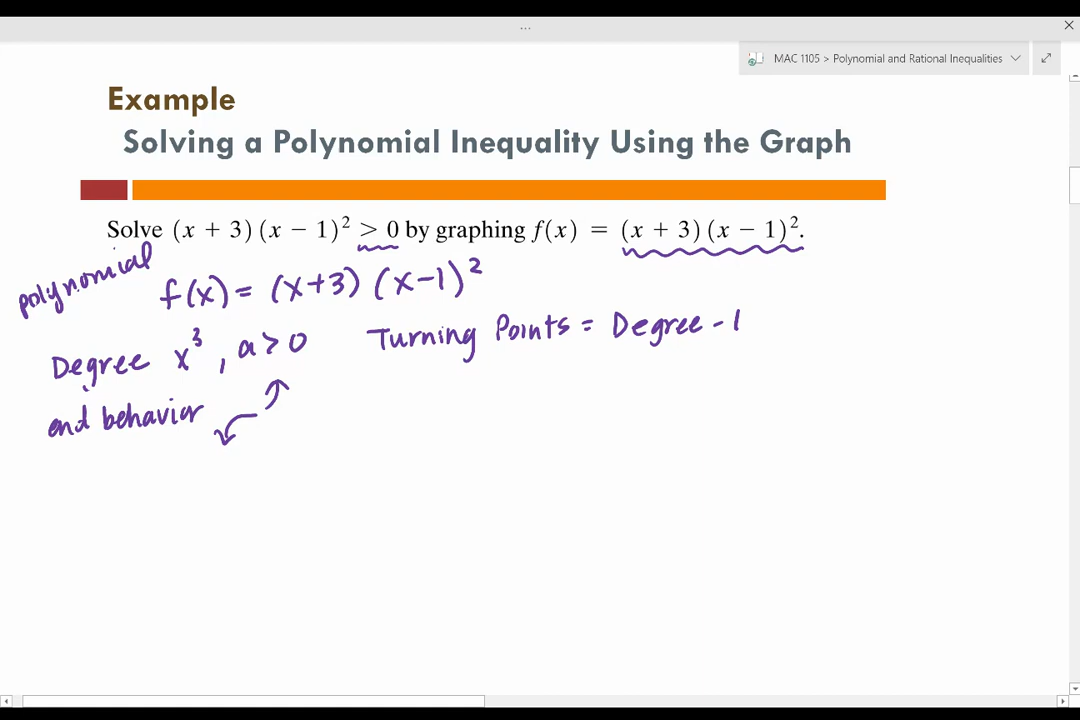 MAC 1105 > Polynomial and Rational Inequalities
Example
Solving a Polynomial Inequality Using the Graph
Solve (x + 3)(x − 1)² > 0 by graphing f(x) = (x + 3)(x − 1)².
polynomial
f(x) = (x+3) (x-1)²
Degree x³, a > 0
Turning Points = Degree - 1
end behavior